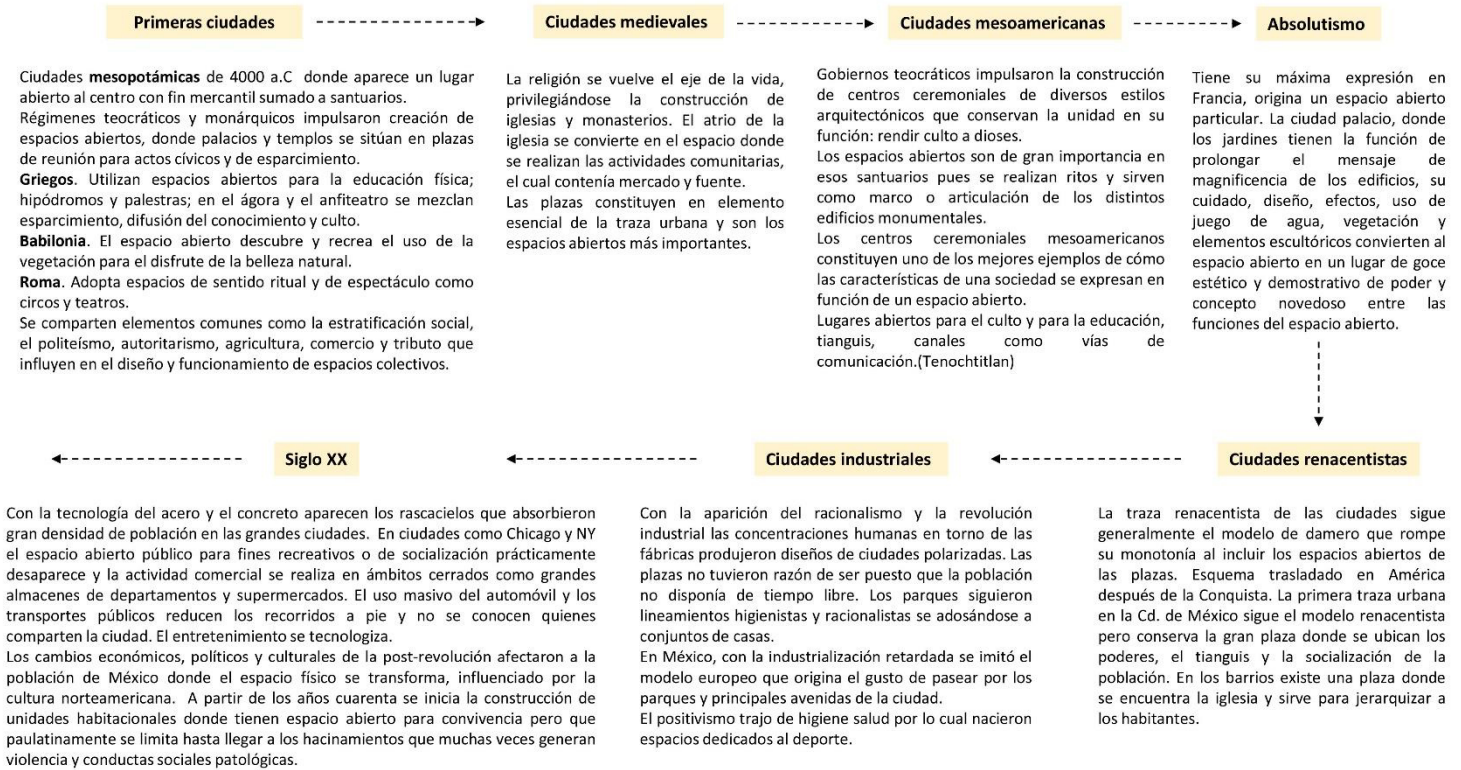 Primeras ciudades
Ciudades mesopotámicas de 4000 a.C donde aparece un lugar
abierto al centro con fin mercantil sumado a santuarios.
Régimenes teocráticos y monárquicos impulsaron creación de
espacios abiertos, donde palacios y templos se sitúan en plazas
de reunión para actos cívicos y de esparcimiento.
Griegos. Utilizan espacios abiertos para la educación física;
hipódromos y palestras; en el ágora y el anfiteatro se mezclan
esparcimiento, difusión del conocimiento y culto.
Babilonia. El espacio abierto descubre y recrea el uso de la
vegetación para el disfrute de la belleza natural.
Roma. Adopta espacios de sentido ritual y de espectáculo como
circos y teatros.
Se comparten elementos comunes como la estratificación social,
el politeísmo, autoritarismo, agricultura, comercio y tributo que
influyen en el diseño y funcionamiento de espacios colectivos.
Ciudades medievales
La religión se vuelve el eje de la vida,
privilegiándose la construcción de
iglesias y monasterios. El atrio de la
iglesia se convierte en el espacio donde
se realizan las actividades comunitarias,
el cual contenía mercado y fuente.
Las plazas constituyen en elemento
esencial de la traza urbana y son los
espacios abiertos más importantes.
Ciudades mesoamericanas
Gobiernos teocráticos impulsaron la construcción
de centros ceremoniales de diversos estilos
arquitectónicos que conservan la unidad en su
función: rendir culto a dioses.
Los espacios abiertos son de gran importancia en
esos santuarios pues se realizan ritos y sirven
como marco o articulación de los distintos
edificios monumentales.
Los centros ceremoniales mesoamericanos
constituyen uno de los mejores ejemplos de cómo
las características de una sociedad se expresan en
función de un espacio abierto.
Lugares abiertos para el culto y para la educación,
tianguis, canales como vías de
comunicación.(Tenochtitlan)
Absolutismo
Tiene su máxima expresión en
Francia, origina un espacio abierto
particular. La ciudad palacio, donde
los jardines tienen la función de
prolongar el mensaje de
magnificencia de los edificios, su
cuidado, diseño, efectos, uso de
juego de agua, vegetación y
elementos escultóricos convierten al
espacio abierto en un lugar de goce
estético y demostrativo de poder y
concepto novedoso entre las
funciones del espacio abierto.
Siglo XX
Con la tecnología del acero y el concreto aparecen los rascacielos que absorbieron
gran densidad de población en las grandes ciudades. En ciudades como Chicago y NY
el espacio abierto público para fines recreativos o de socialización prácticamente
desaparece y la actividad comercial se realiza en ámbitos cerrados como grandes
almacenes de departamentos y supermercados. El uso masivo del automóvil y los
transportes públicos reducen los recorridos a pie y no se conocen quienes
comparten la ciudad. El entretenimiento se tecnologiza.
Los cambios económicos, políticos y culturales de la post-revolución afectaron a la
población de México donde el espacio físico se transforma, influenciado por la
cultura norteamericana. A partir de los años cuarenta se inicia la construcción de
unidades habitacionales donde tienen espacio abierto para convivencia pero que
paulatinamente se limita hasta llegar a los hacinamientos que muchas veces generan
violencia y conductas sociales patológicas.
Ciudades industriales
Con la aparición del racionalismo y la revolución
industrial las concentraciones humanas en torno de las
fábricas produjeron diseños de ciudades polarizadas. Las
plazas no tuvieron razón de ser puesto que la población
no disponía de tiempo libre. Los parques siguieron
lineamientos higienistas y racionalistas se adosándose a
conjuntos de casas.
En México, con la industrialización retardada se imitó el
modelo europeo que origina el gusto de pasear por los
parques y principales avenidas de la ciudad.
El positivismo trajo de higiene salud por lo cual nacieron
espacios dedicados al deporte.
Ciudades renacentistas
La traza renacentista de las ciudades sigue
generalmente el modelo de damero que rompe
su monotonía al incluir los espacios abiertos de
las plazas. Esquema trasladado en América
después de la Conquista. La primera traza urbana
en la Cd. de México sigue el modelo renacentista
pero conserva la gran plaza donde se ubican los
poderes, el tianguis y la socialización de la
población. En los barrios existe una plaza donde
se encuentra la iglesia y sirve para jerarquizar a
los habitantes.